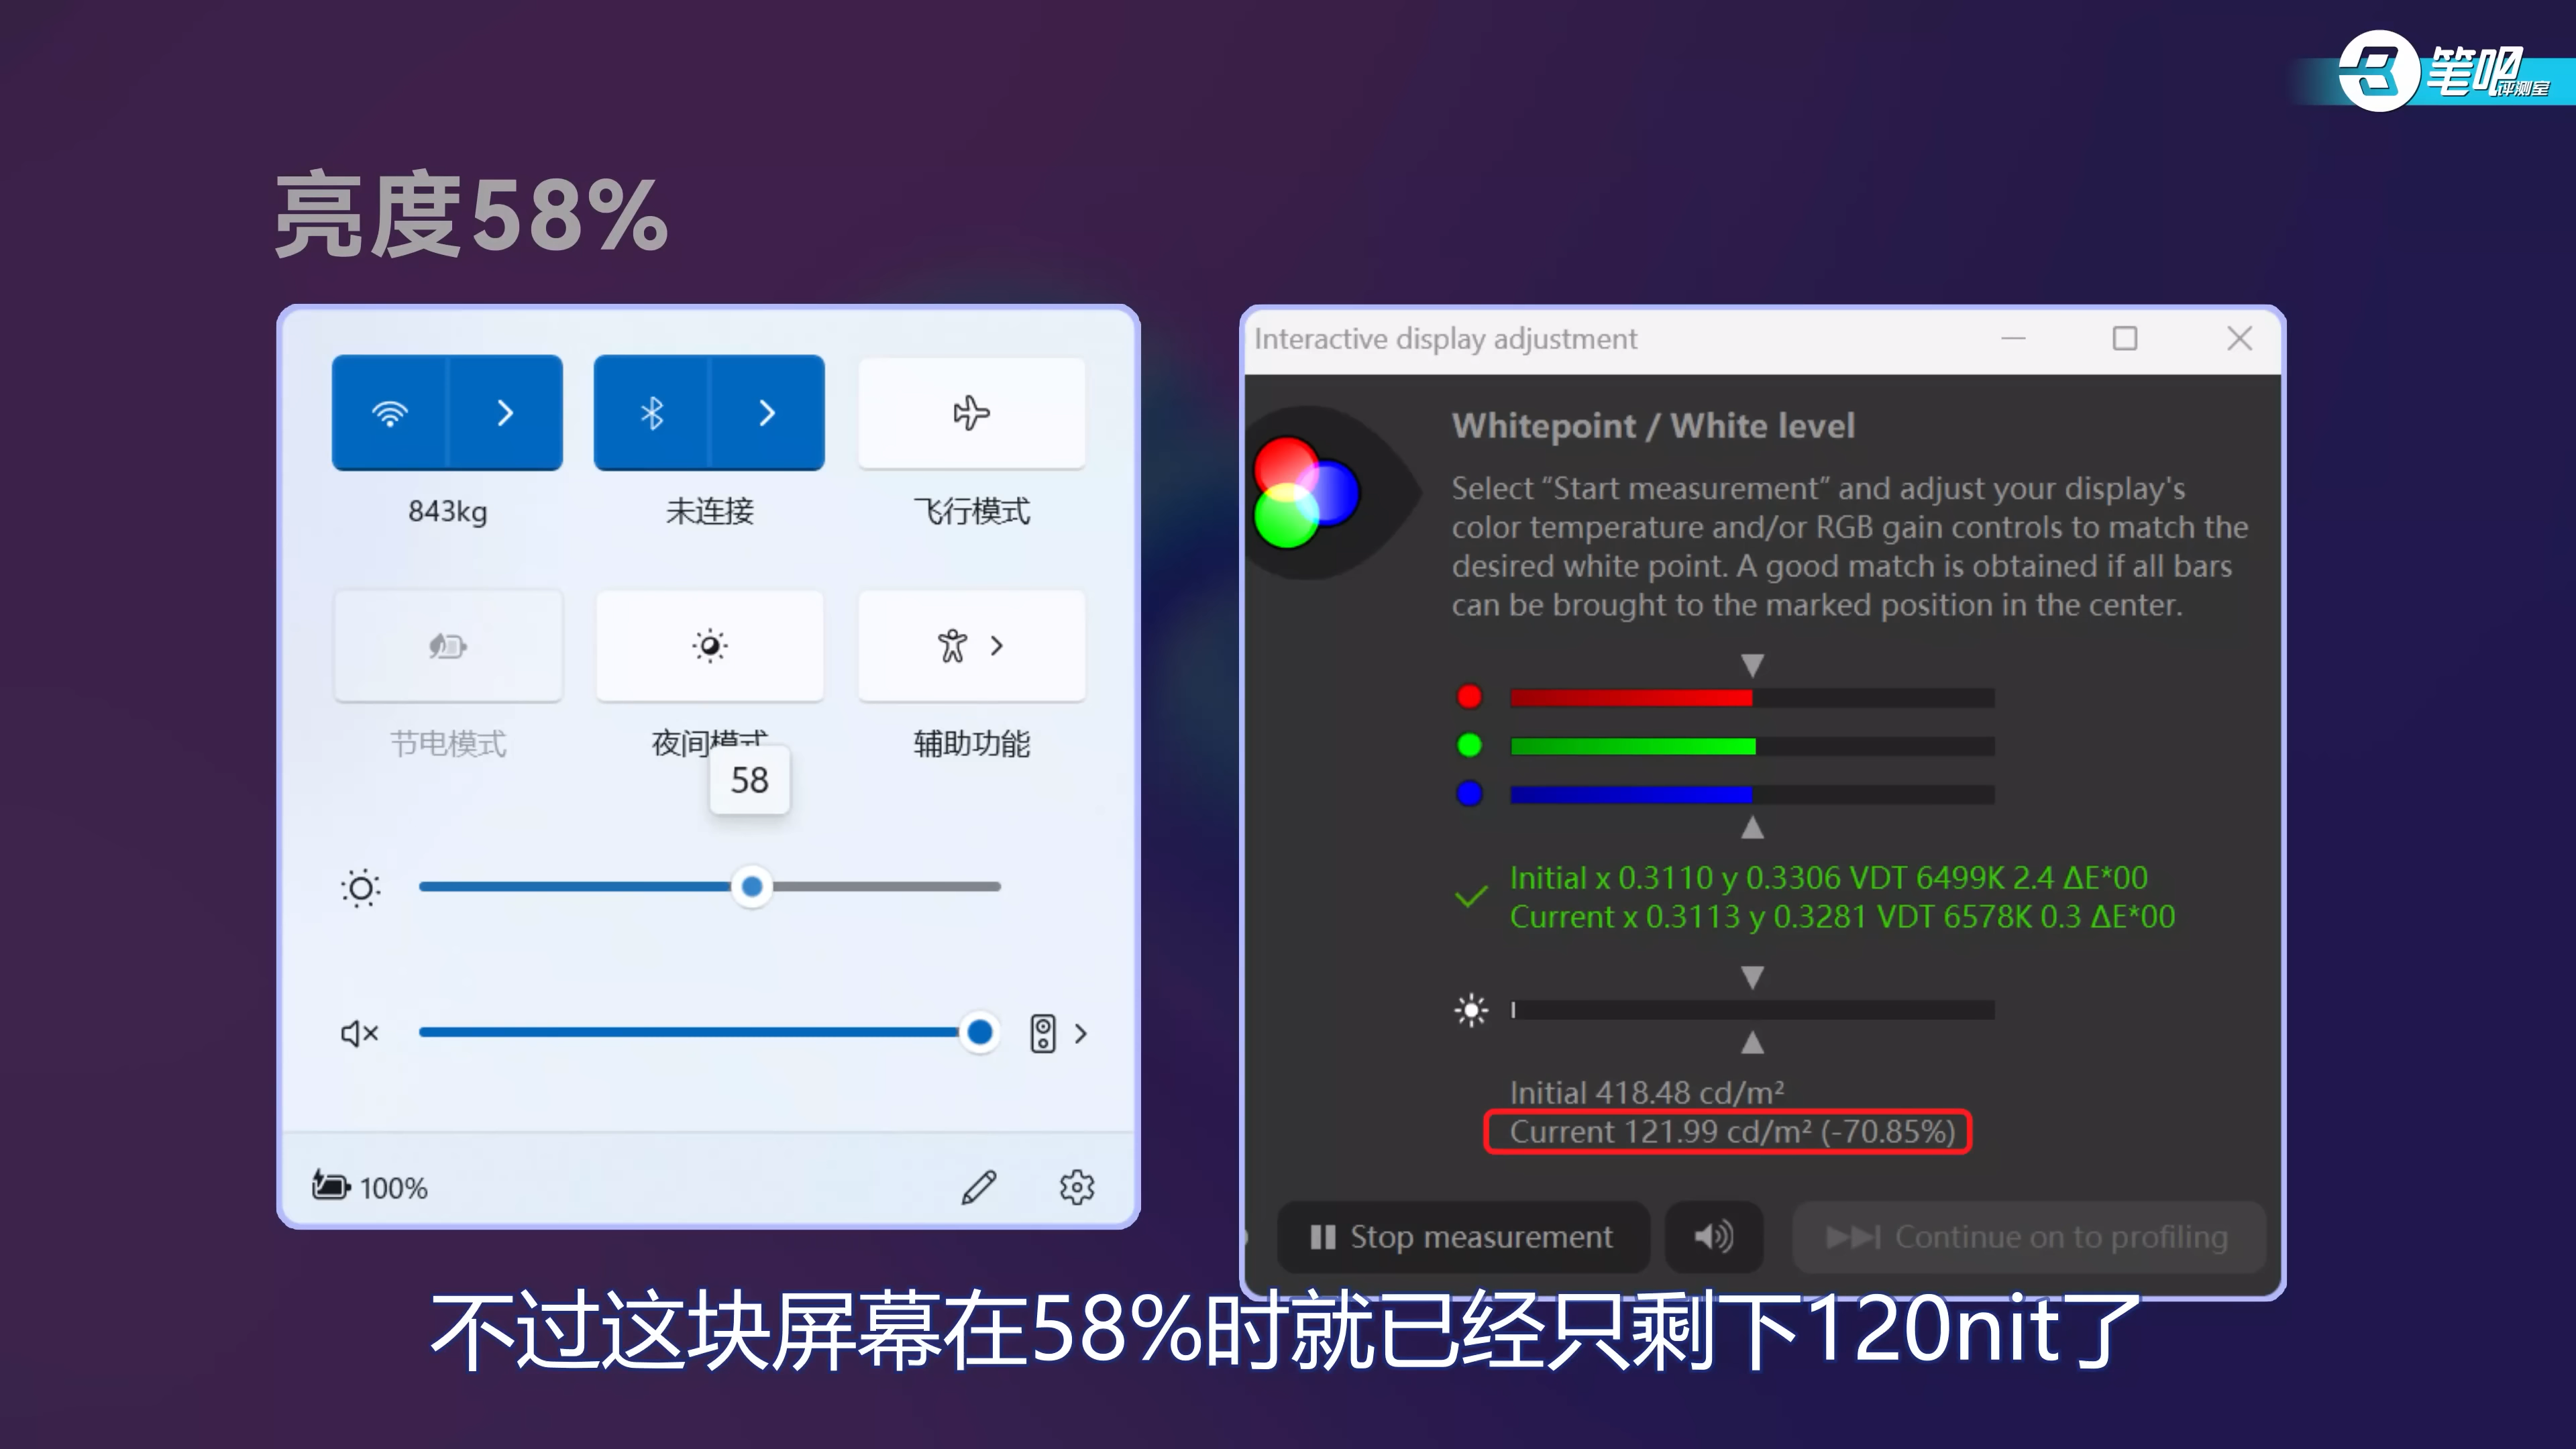 笔吧
评测室
亮度58%
843kg
未连接
飞行模式
节电模式
夜间模式
辅助功能
58
100%
Interactive display adjustment
Whitepoint / White level
Select “Start measurement” and adjust your display's
color temperature and/or RGB gain controls to match the
desired white point. A good match is obtained if all bars
can be brought to the marked position in the center.
Initial x 0.3110 y 0.3306 VDT 6499K 2.4 ΔE*00
Current x 0.3113 y 0.3281 VDT 6578K 0.3 ΔE*00
Initial 418.48 cd/m²
Current 121.99 cd/m² (-70.85%)
Stop measurement
Continue on to profiling
不过这块屏幕在58%时就已经只剩下120nit了